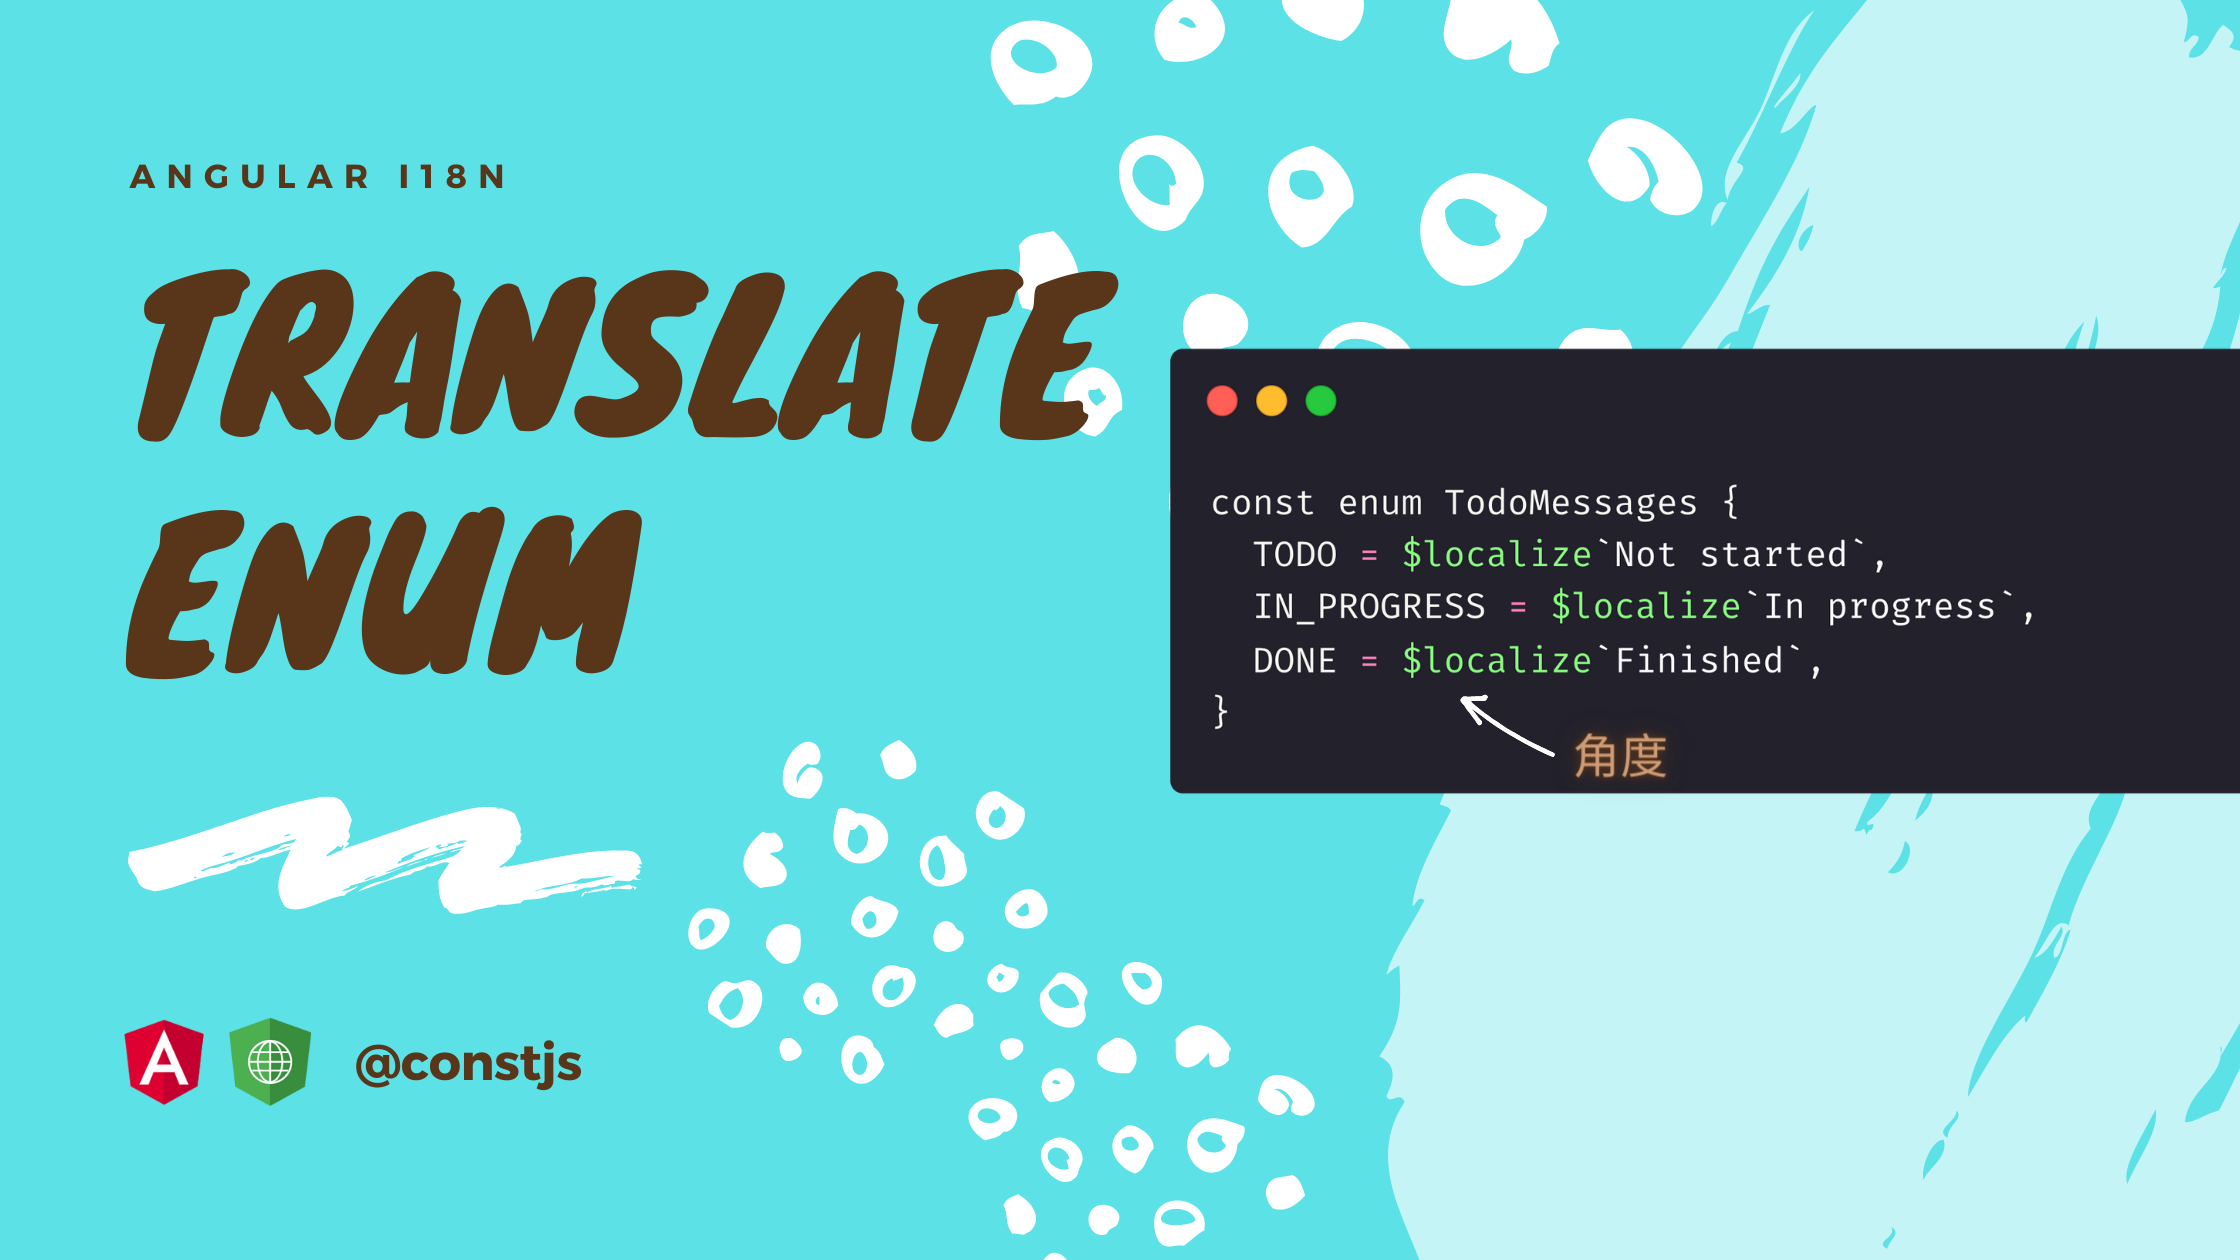 ANGULAR I18N
TRANSLATE
ENUM
const enum TodoMessages {
  TODO = $localize`Not started`,
  IN_PROGRESS = $localize`In progress`,
  DONE = $localize`Finished`,
}
角度
A
@constjs